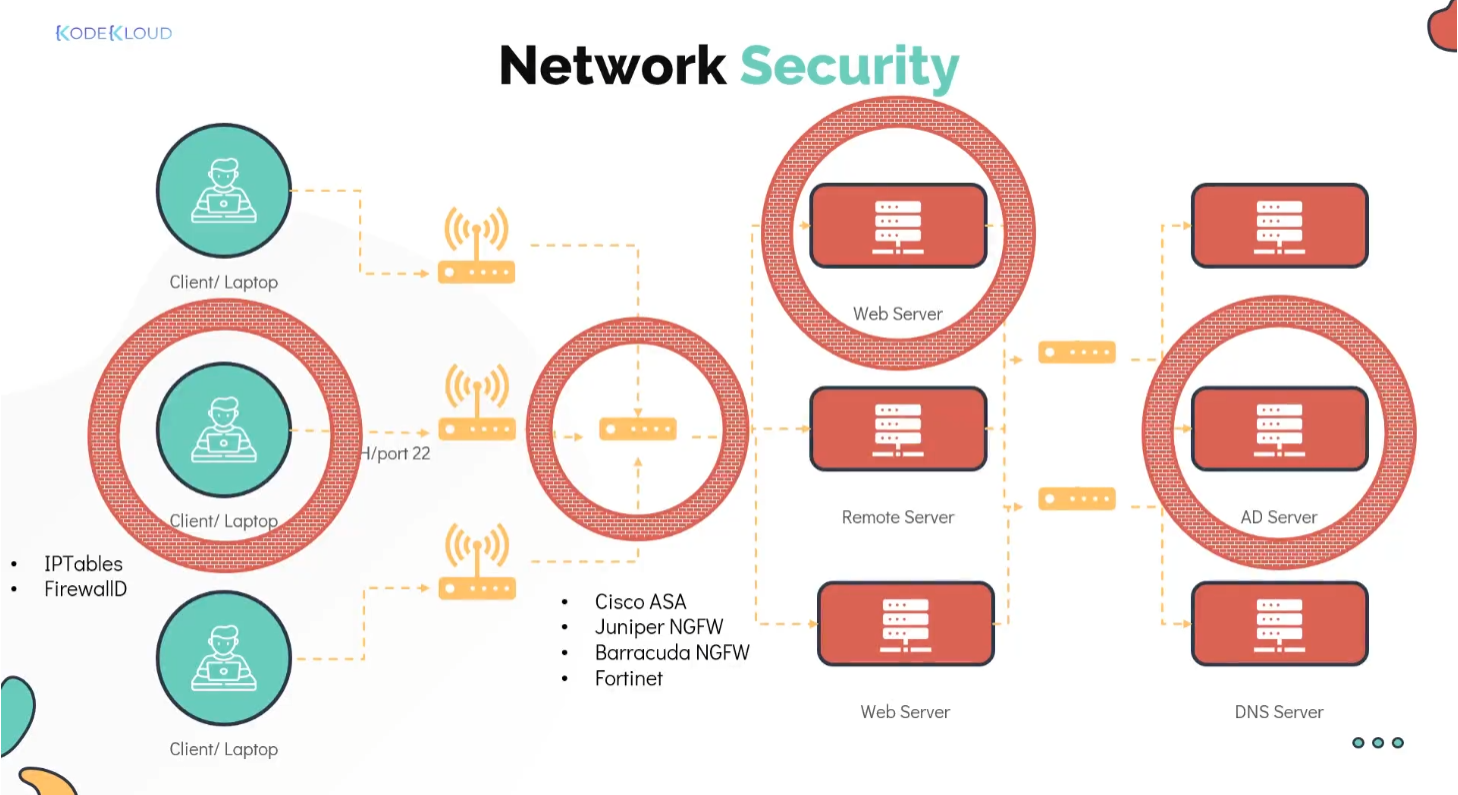 KODEKLOUD
Network Security
Client/ Laptop
Web Server
H/port 22
Client/ Laptop
Remote Server
AD Server
• IPTables
• FirewallD
• Cisco ASA
• Juniper NGFW
• Barracuda NGFW
• Fortinet
Client/ Laptop
Web Server
DNS Server